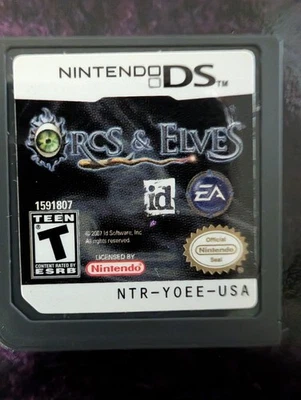 NINTENDO DS™
ORCS & ELVES
1591807
TEEN
T
CONTENT RATED BY
ESRB
id
EA
© 2007 Id Software, Inc
All rights reserved.
LICENSED BY
Nintendo
Official
Nintendo
Seal
NTR-YOEE-USA